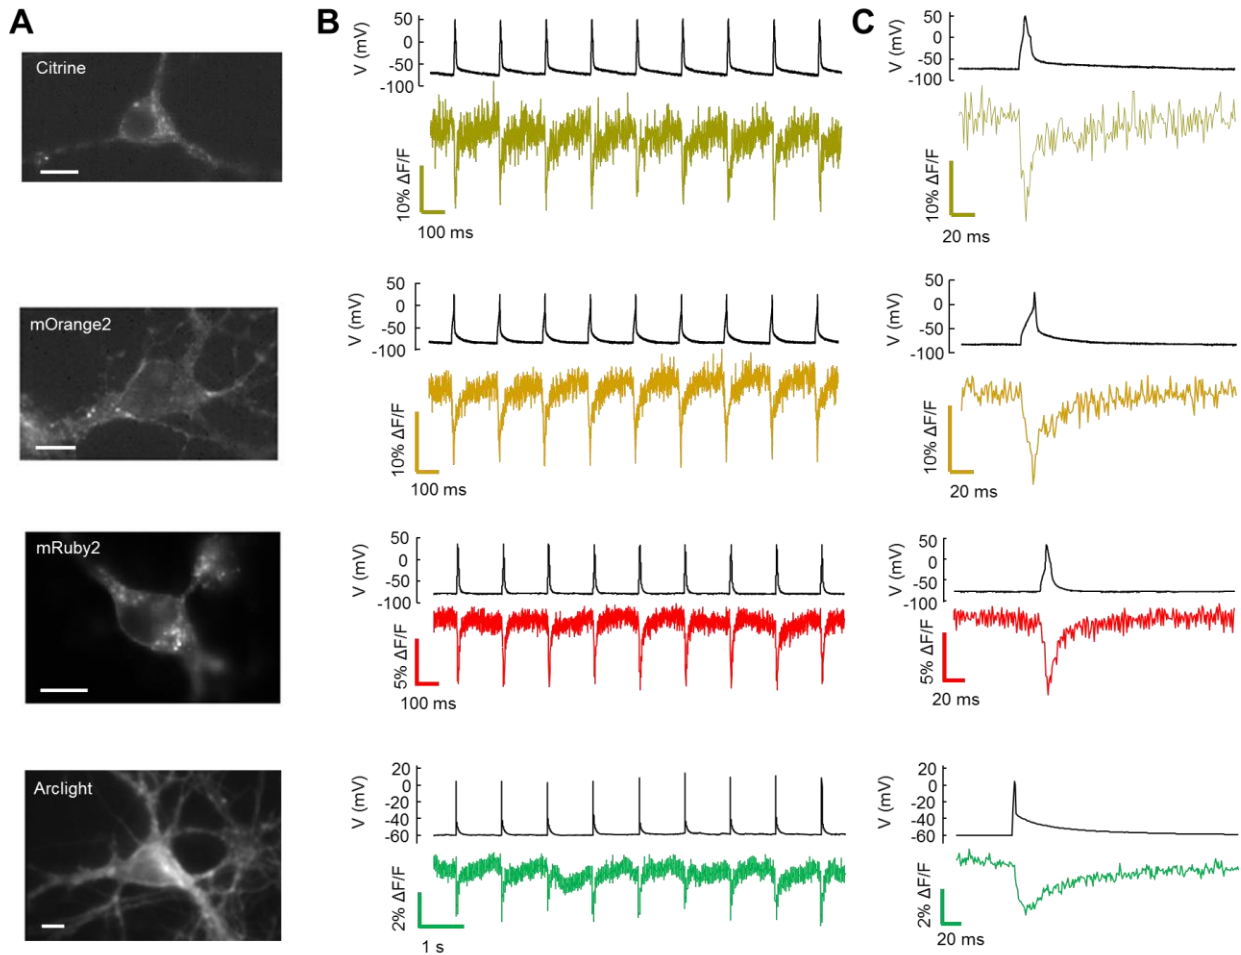 A
B
C
Citrine
V (mV)
50
0
-50
-100
10% ΔF/F
100 ms
V (mV)
50
0
-50
-100
10% ΔF/F
20 ms
mOrange2
V (mV)
50
0
-50
-100
10% ΔF/F
100 ms
V (mV)
50
0
-50
-100
10% ΔF/F
20 ms
mRuby2
V (mV)
50
0
-50
-100
5% ΔF/F
100 ms
V (mV)
50
0
-50
-100
5% ΔF/F
20 ms
Arclight
V (mV)
20
0
-20
-40
-60
2% ΔF/F
1 s
V (mV)
20
0
-20
-40
-60
2% ΔF/F
20 ms